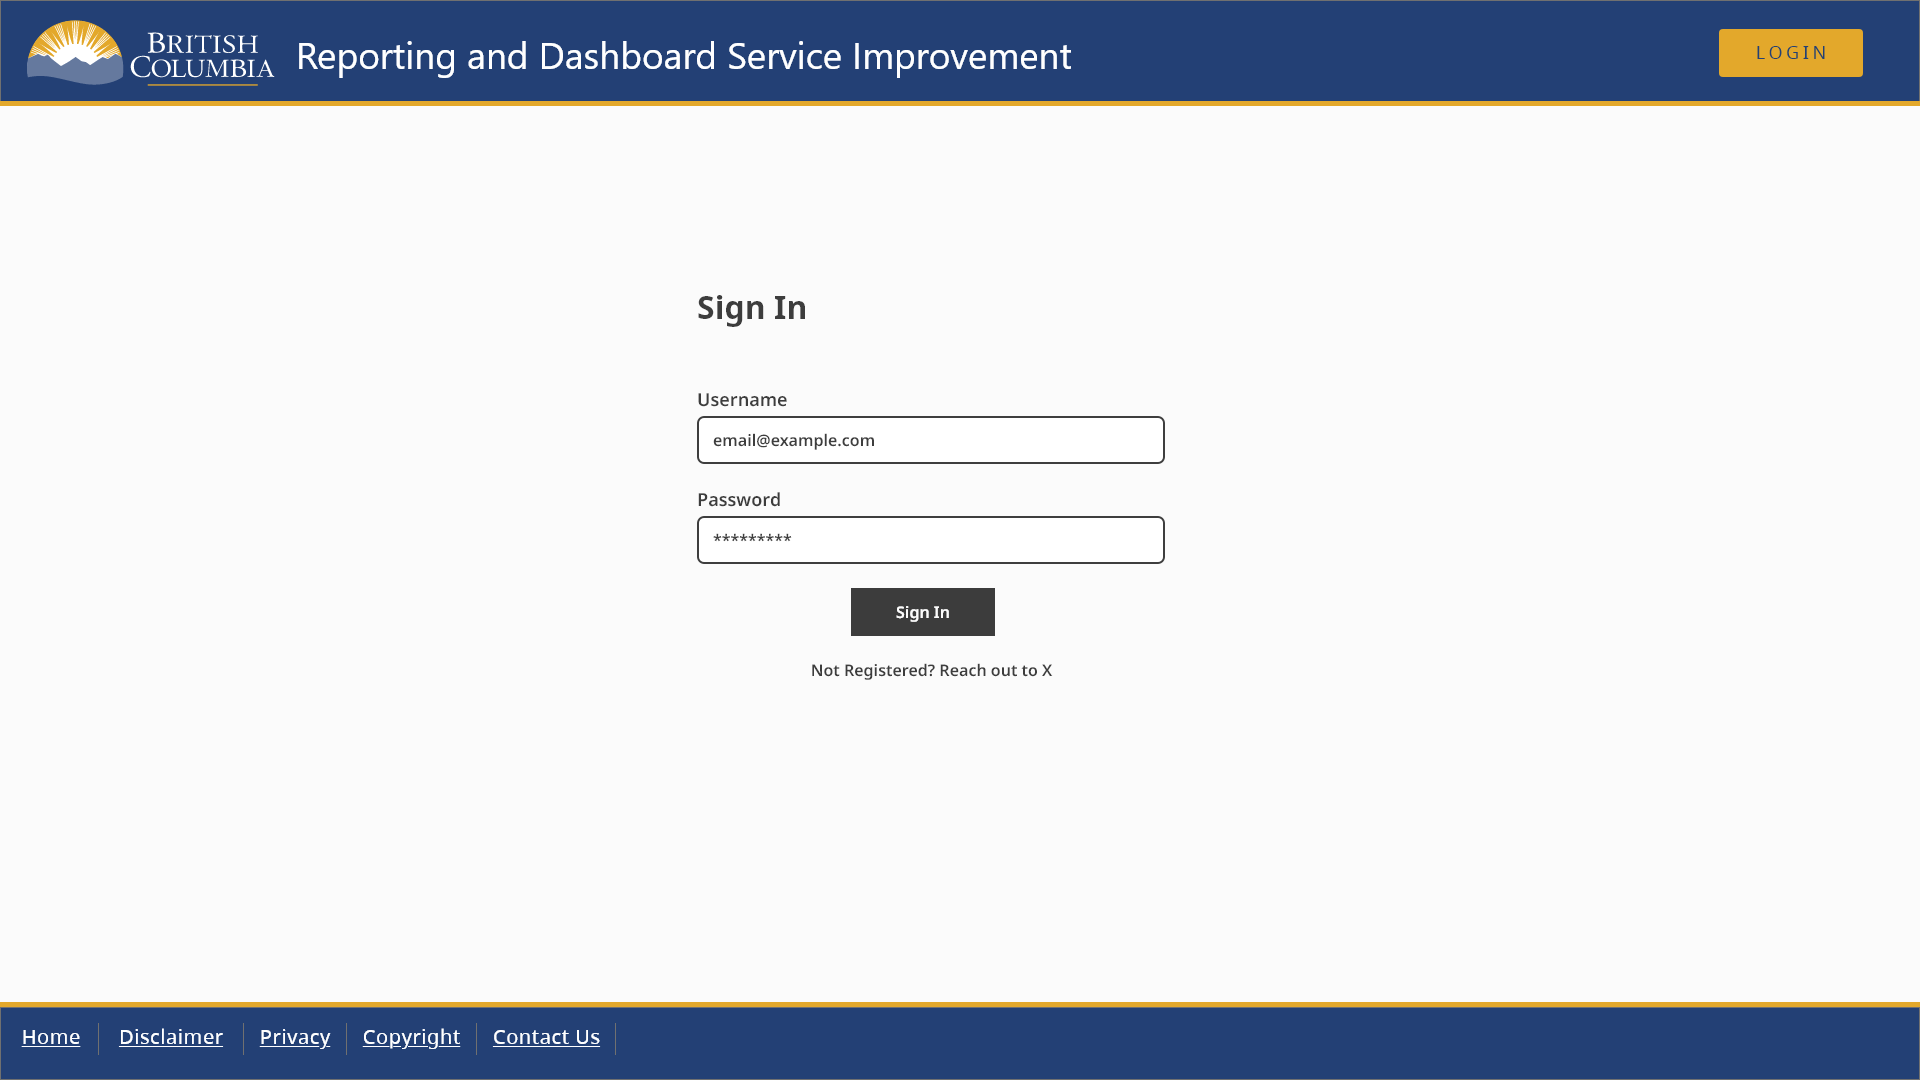 BRITISH
COLUMBIA
Reporting and Dashboard Service Improvement
LOGIN
Sign In
Username
email@example.com
Password
*********
Sign In
Not Registered? Reach out to X
Home
Disclaimer
Privacy
Copyright
Contact Us